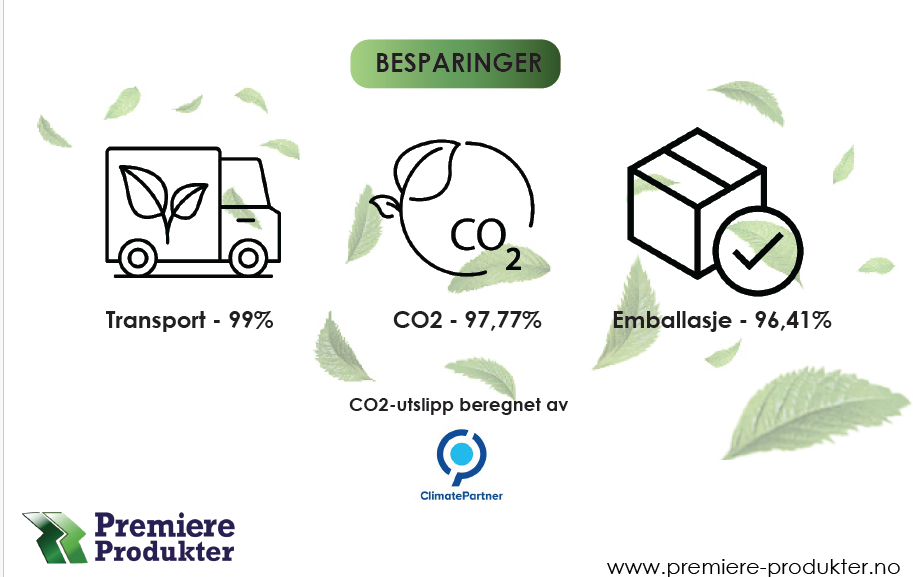 BESPARINGER
CO2
Transport - 99%
CO2 - 97,77%
Emballasje - 96,41%
CO2-utslipp beregnet av
ClimatePartner
Premiere
Produkter
www.premiere-produkter.no